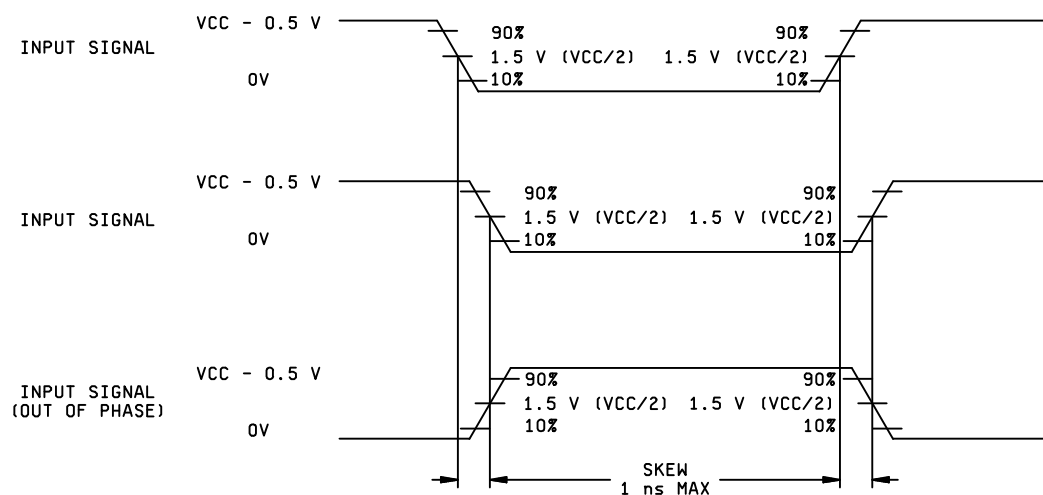 VCC - 0.5 V
90% 90%
INPUT SIGNAL 1.5 V (VCC/2) 1.5 V (VCC/2)
0V 10% 10%
VCC - 0.5 V
90% 90%
INPUT SIGNAL 1.5 V (VCC/2) 1.5 V (VCC/2)
0V 10% 10%
VCC - 0.5 V
90% 90%
INPUT SIGNAL
(OUT OF PHASE)
1.5 V (VCC/2) 1.5 V (VCC/2)
0V 10% 10%
SKEW
1 ns MAX